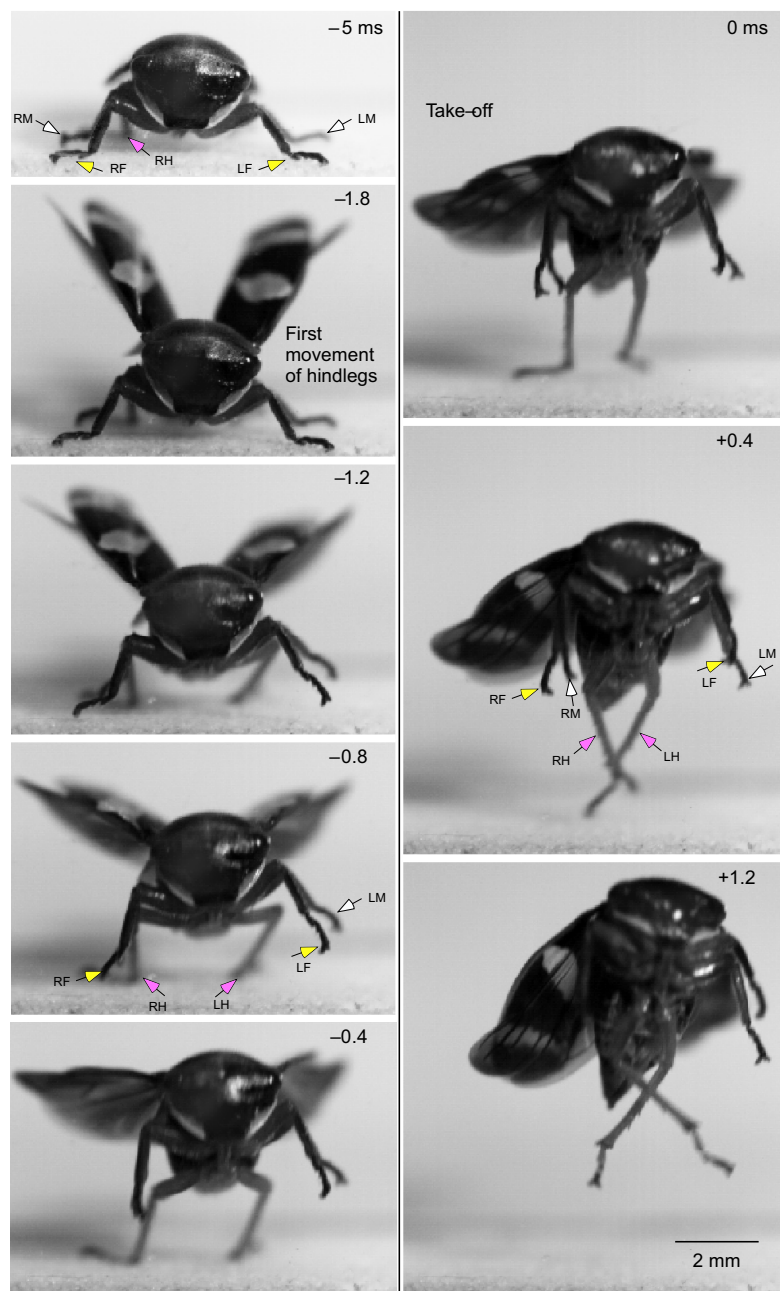 –5 ms
RM
LM
RH
RF
LF
–1.8
First
movement
of hindlegs
–1.2
–0.8
LM
RF
LF
RH
LH
–0.4
0 ms
Take-off
+0.4
LM
LF
RF
RM
RH
LH
+1.2
2 mm